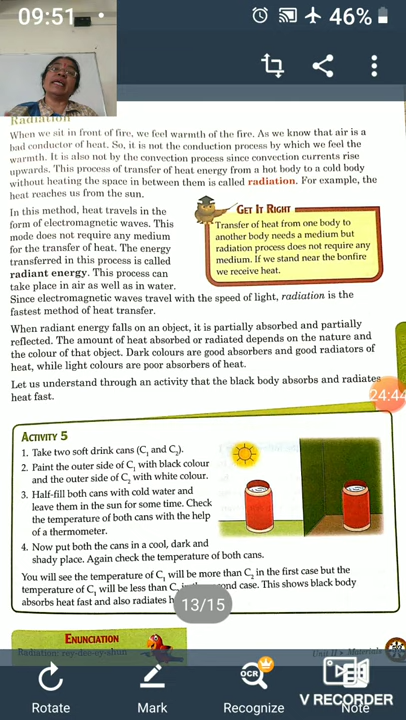 09:51
46%
Radiation
When we sit in front of fire, we feel warmth of the fire. As we know that air is a
bad conductor of heat. So, it is not the conduction process by which we feel the
warmth. It is also not by the convection process since convection currents rise
upwards. This process of transfer of heat energy from a hot body to a cold body
without heating the space in between them is called radiation. For example, the
heat reaches us from the sun.
In this method, heat travels in the
form of electromagnetic waves. This
mode does not require any medium
for the transfer of heat. The energy
transferred in this process is called
radiant energy. This process can
take place in air as well as in water.
GET IT RIGHT
Transfer of heat from one body to
another body needs a medium but
radiation process does not require any
medium. If we stand near the bonfire
we receive heat.
Since electromagnetic waves travel with the speed of light, radiation is the
fastest method of heat transfer.
When radiant energy falls on an object, it is partially absorbed and partially
reflected. The amount of heat absorbed or radiated depends on the nature and
the colour of that object. Dark colours are good absorbers and good radiators of
heat, while light colours are poor absorbers of heat.
Let us understand through an activity that the black body absorbs and radiates
heat fast.
24:44
ACTIVITY 5
1. Take two soft drink cans (C₁ and C₂).
2. Paint the outer side of C₁ with black colour
and the outer side of C₂ with white colour.
3. Half-fill both cans with cold water and
leave them in the sun for some time. Check
the temperature of both cans with the help
of a thermometer.
4. Now put both the cans in a cool, dark and
shady place. Again check the temperature of both cans.
You will see the temperature of C₁ will be more than C₂ in the first case but the
temperature of C₁ will be less than C ond case. This shows black body
absorbs heat fast and also radiates h
13/15
ENUNCIATION
Radiation: rey-dee-ey-shun
Unit II • Materials
OCR
V RECORDER
Rotate
Mark
Recognize
Note